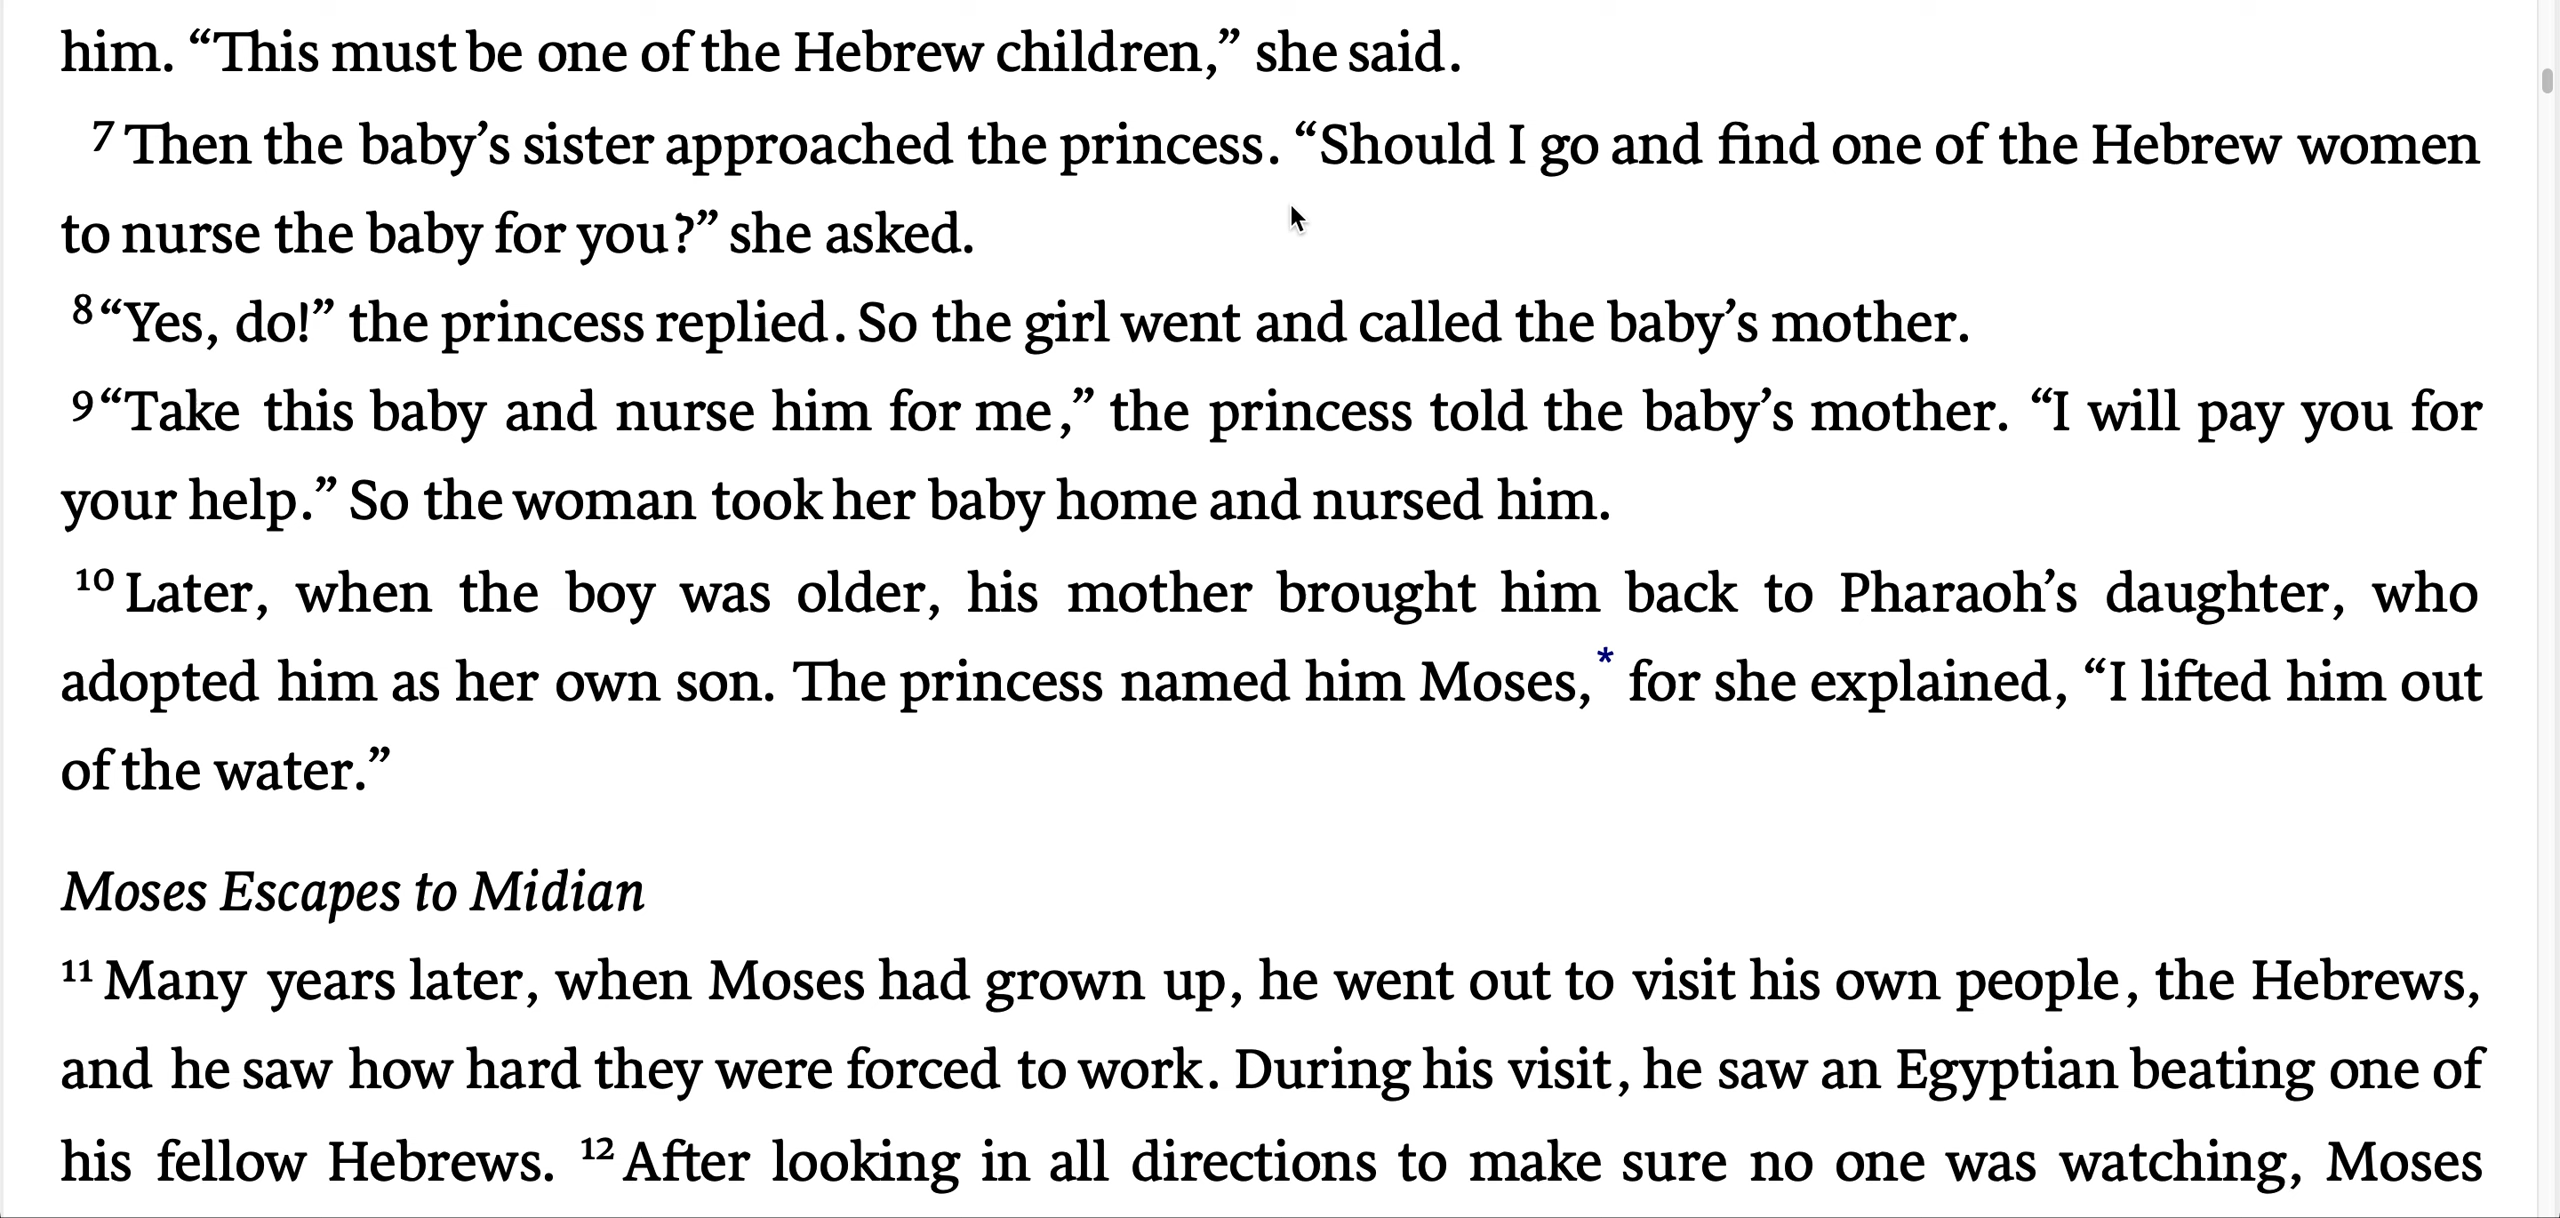 him. “This must be one of the Hebrew children,” she said.
7 Then the baby’s sister approached the princess. “Should I go and find one of the Hebrew women
to nurse the baby for you?” she asked.
8 “Yes, do!” the princess replied. So the girl went and called the baby’s mother.
9 “Take this baby and nurse him for me,” the princess told the baby’s mother. “I will pay you for
your help.” So the woman took her baby home and nursed him.
10 Later, when the boy was older, his mother brought him back to Pharaoh’s daughter, who
adopted him as her own son. The princess named him Moses,* for she explained, “I lifted him out
of the water.”
Moses Escapes to Midian
11 Many years later, when Moses had grown up, he went out to visit his own people, the Hebrews,
and he saw how hard they were forced to work. During his visit, he saw an Egyptian beating one of
his fellow Hebrews. 12 After looking in all directions to make sure no one was watching, Moses